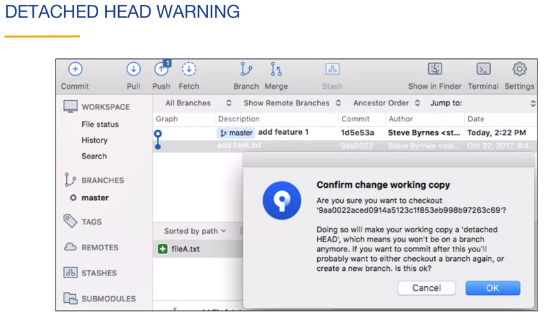 DETACHED HEAD WARNING
1
Commit Pull Push Fetch Branch Merge Stash Show in Finder Terminal Settings
WORKSPACE
File status
History
Search
BRANCHES
master
TAGS
REMOTES
STASHES
SUBMODULES
All Branches Show Remote Branches Ancestor Order Jump to:
Graph Description Commit Author Date
master add feature 1 1d5e53a Steve Byrnes <st... Today, 2:22 PM
add fileA.txt 9aa0022 Steve Byrnes <ste... Oct 22, 2017, 8:4...
Sorted by path
fileA.txt
Confirm change working copy
Are you sure you want to checkout
'9aa0022aced0914a5123c1f853eb998b97263c69'?
Doing so will make your working copy a 'detached
HEAD', which means you won't be on a branch
anymore. If you want to commit after this you'll
probably want to either checkout a branch again, or
create a new branch. Is this ok?
Cancel OK